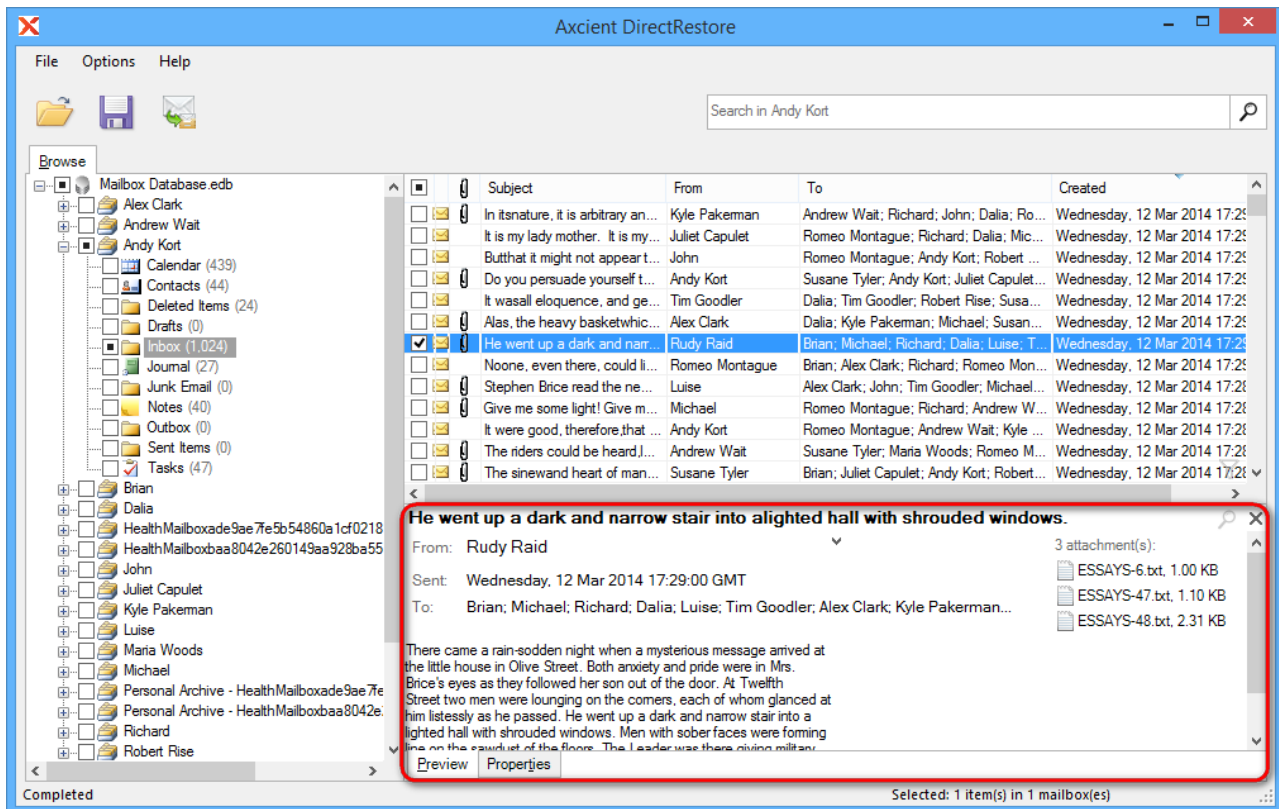 Axcient DirectRestore
File Options Help
Search in Andy Kort
Browse
Mailbox Database.edb
Alex Clark
Andrew Wait
Andy Kort
Calendar (439)
Contacts (44)
Deleted Items (24)
Drafts (0)
Inbox (1,024)
Journal (27)
Junk Email (0)
Notes (40)
Outbox (0)
Sent Items (0)
Tasks (47)
Brian
Dalia
HealthMailboxade9ae7fe5b54860a1cf0218
HealthMailboxbaa8042e260149aa928ba55
John
Juliet Capulet
Kyle Pakerman
Luise
Maria Woods
Michael
Personal Archive - HealthMailboxade9ae7fe
Personal Archive - HealthMailboxbaa8042e
Richard
Robert Rise
Subject From To Created
In itsnature, it is arbitrary an... Kyle Pakerman Andrew Wait; Richard; John; Dalia; Ro... Wednesday, 12 Mar 2014 17:29
It is my lady mother. It is my... Juliet Capulet Romeo Montague; Richard; Dalia; Mic... Wednesday, 12 Mar 2014 17:29
Butthat it might not appear t... John Romeo Montague; Andy Kort; Robert ... Wednesday, 12 Mar 2014 17:29
Do you persuade yourself t... Andy Kort Susane Tyler; Andy Kort; Juliet Capulet... Wednesday, 12 Mar 2014 17:29
It wasall eloquence, and ge... Tim Goodler Dalia; Tim Goodler; Robert Rise; Susa... Wednesday, 12 Mar 2014 17:29
Alas, the heavy basketwhic... Alex Clark Dalia; Kyle Pakerman; Michael; Susan... Wednesday, 12 Mar 2014 17:29
He went up a dark and narr... Rudy Raid Brian; Michael; Richard; Dalia; Luise; T... Wednesday, 12 Mar 2014 17:29
Noone, even there, could li... Romeo Montague Brian; Alex Clark; Richard; Romeo Mon... Wednesday, 12 Mar 2014 17:29
Stephen Brice read the ne... Luise Alex Clark; John; Tim Goodler; Michael... Wednesday, 12 Mar 2014 17:28
Give me some light! Give m... Michael Romeo Montague; Richard; Andrew W... Wednesday, 12 Mar 2014 17:28
It were good, therefore,that ... Andy Kort Romeo Montague; Andrew Wait; Kyle ... Wednesday, 12 Mar 2014 17:28
The riders could be heard,I... Andrew Wait Susane Tyler; Maria Woods; Romeo M... Wednesday, 12 Mar 2014 17:28
The sinewand heart of man... Susane Tyler Brian; Juliet Capulet; Andy Kort; Robert... Wednesday, 12 Mar 2014 17:28
He went up a dark and narrow stair into alighted hall with shrouded windows.
From: Rudy Raid
Sent: Wednesday, 12 Mar 2014 17:29:00 GMT
To: Brian; Michael; Richard; Dalia; Luise; Tim Goodler; Alex Clark; Kyle Pakerman...
3 attachment(s):
ESSAYS-6.txt, 1.00 KB
ESSAYS-47.txt, 1.10 KB
ESSAYS-48.txt, 2.31 KB
There came a rain-sodden night when a mysterious message arrived at
the little house in Olive Street. Both anxiety and pride were in Mrs.
Brice's eyes as they followed her son out of the door. At Twelfth
Street two men were lounging on the corners, each of whom glanced at
him listessly as he passed. He went up a dark and narrow stair into a
lighted hall with shrouded windows. Men with sober faces were forming
line on the sawdust of the floors. The Leader was there giving military
Preview Properties
Completed Selected: 1 item(s) in 1 mailbox(es)